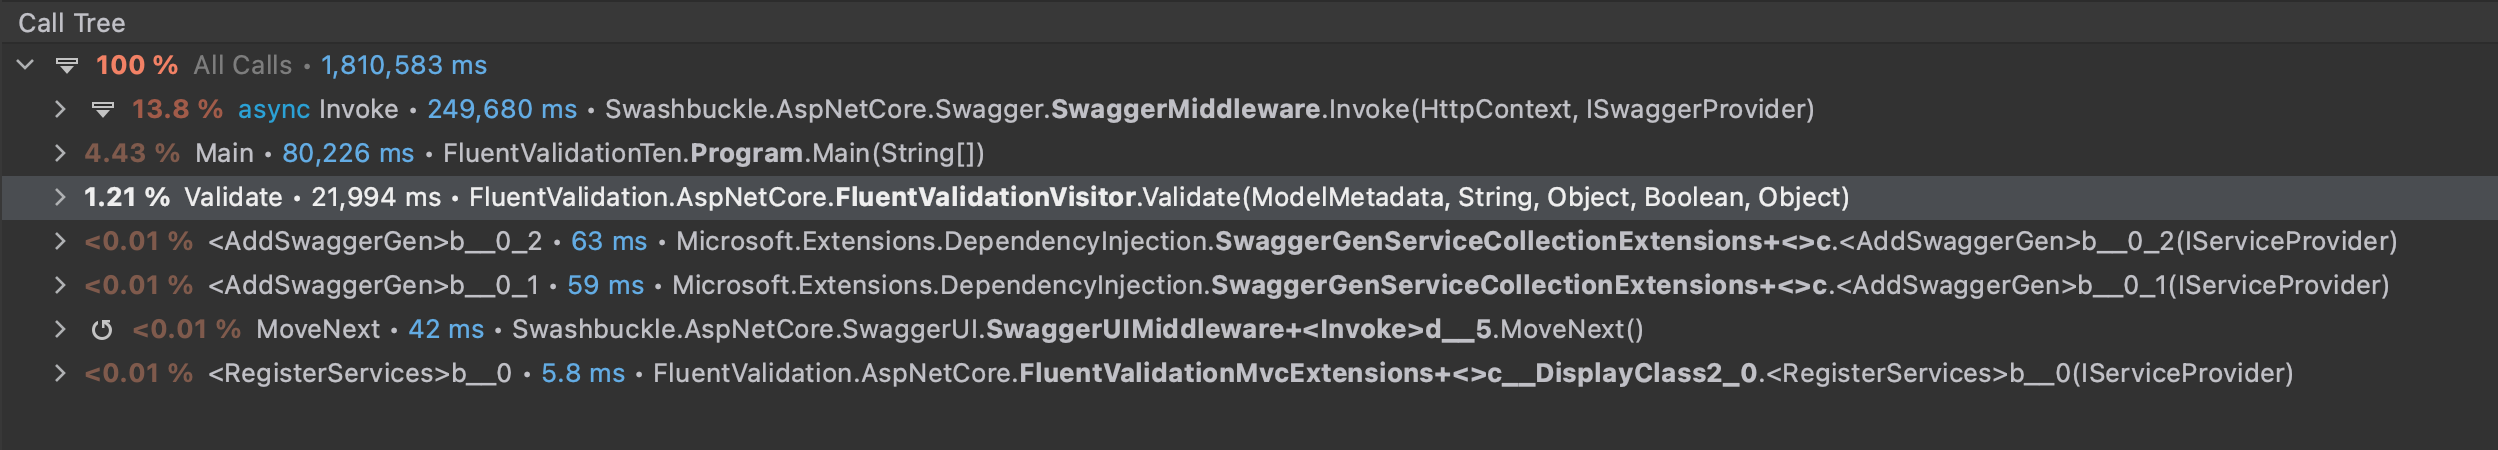 Call Tree
100 % All Calls • 1,810,583 ms
13.8 % async Invoke • 249,680 ms • Swashbuckle.AspNetCore.Swagger.SwaggerMiddleware.Invoke(HttpContext, ISwaggerProvider)
4.43 % Main • 80,226 ms • FluentValidationTen.Program.Main(String[])
1.21 % Validate • 21,994 ms • FluentValidation.AspNetCore.FluentValidationVisitor.Validate(ModelMetadata, String, Object, Boolean, Object)
<0.01 % <AddSwaggerGen>b__0_2 • 63 ms • Microsoft.Extensions.DependencyInjection.SwaggerGenServiceCollectionExtensions+<>c.<AddSwaggerGen>b__0_2(IServiceProvider)
<0.01 % <AddSwaggerGen>b__0_1 • 59 ms • Microsoft.Extensions.DependencyInjection.SwaggerGenServiceCollectionExtensions+<>c.<AddSwaggerGen>b__0_1(IServiceProvider)
<0.01 % MoveNext • 42 ms • Swashbuckle.AspNetCore.SwaggerUI.SwaggerUIMiddleware+<Invoke>d__5.MoveNext()
<0.01 % <RegisterServices>b__0 • 5.8 ms • FluentValidation.AspNetCore.FluentValidationMvcExtensions+<>c__DisplayClass2_0.<RegisterServices>b__0(IServiceProvider)